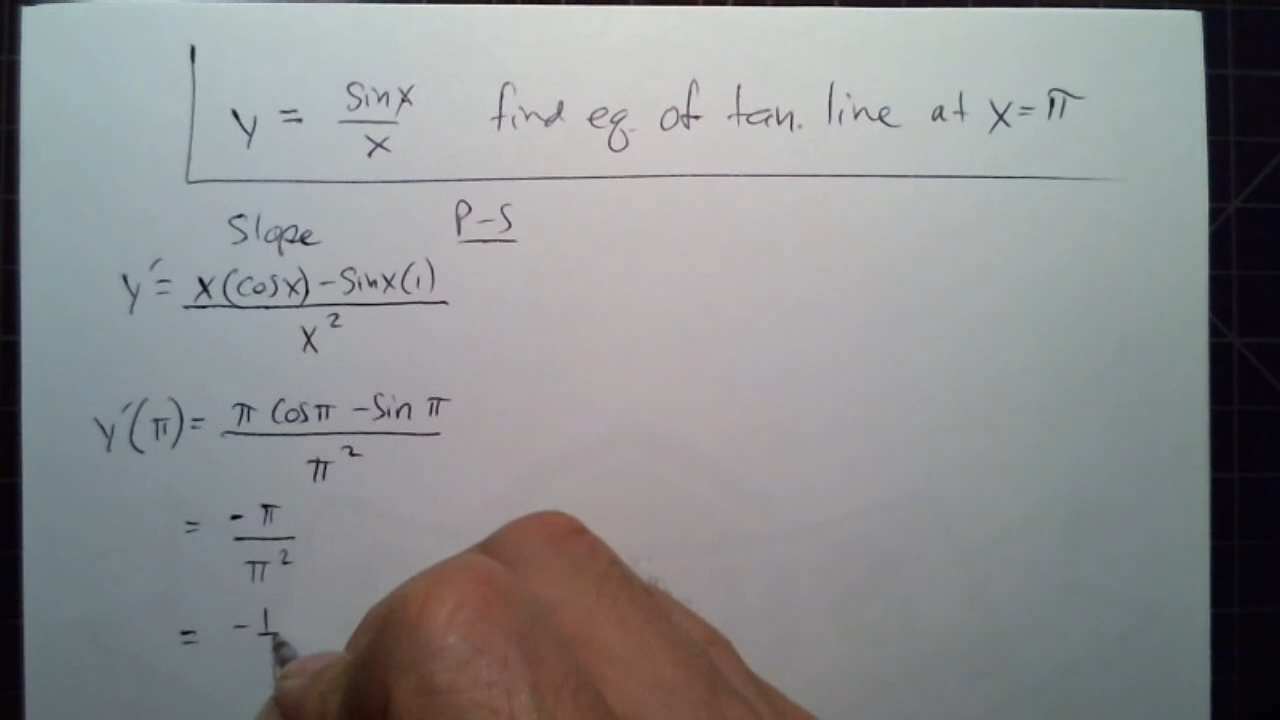 y = sinx/x find eq. of tan. line at x=π
Slope P-S
y′= x(cosx)-sinx(1)/x²
y′(π)= π cosπ -sin π/π²
= -π/π²
= -1